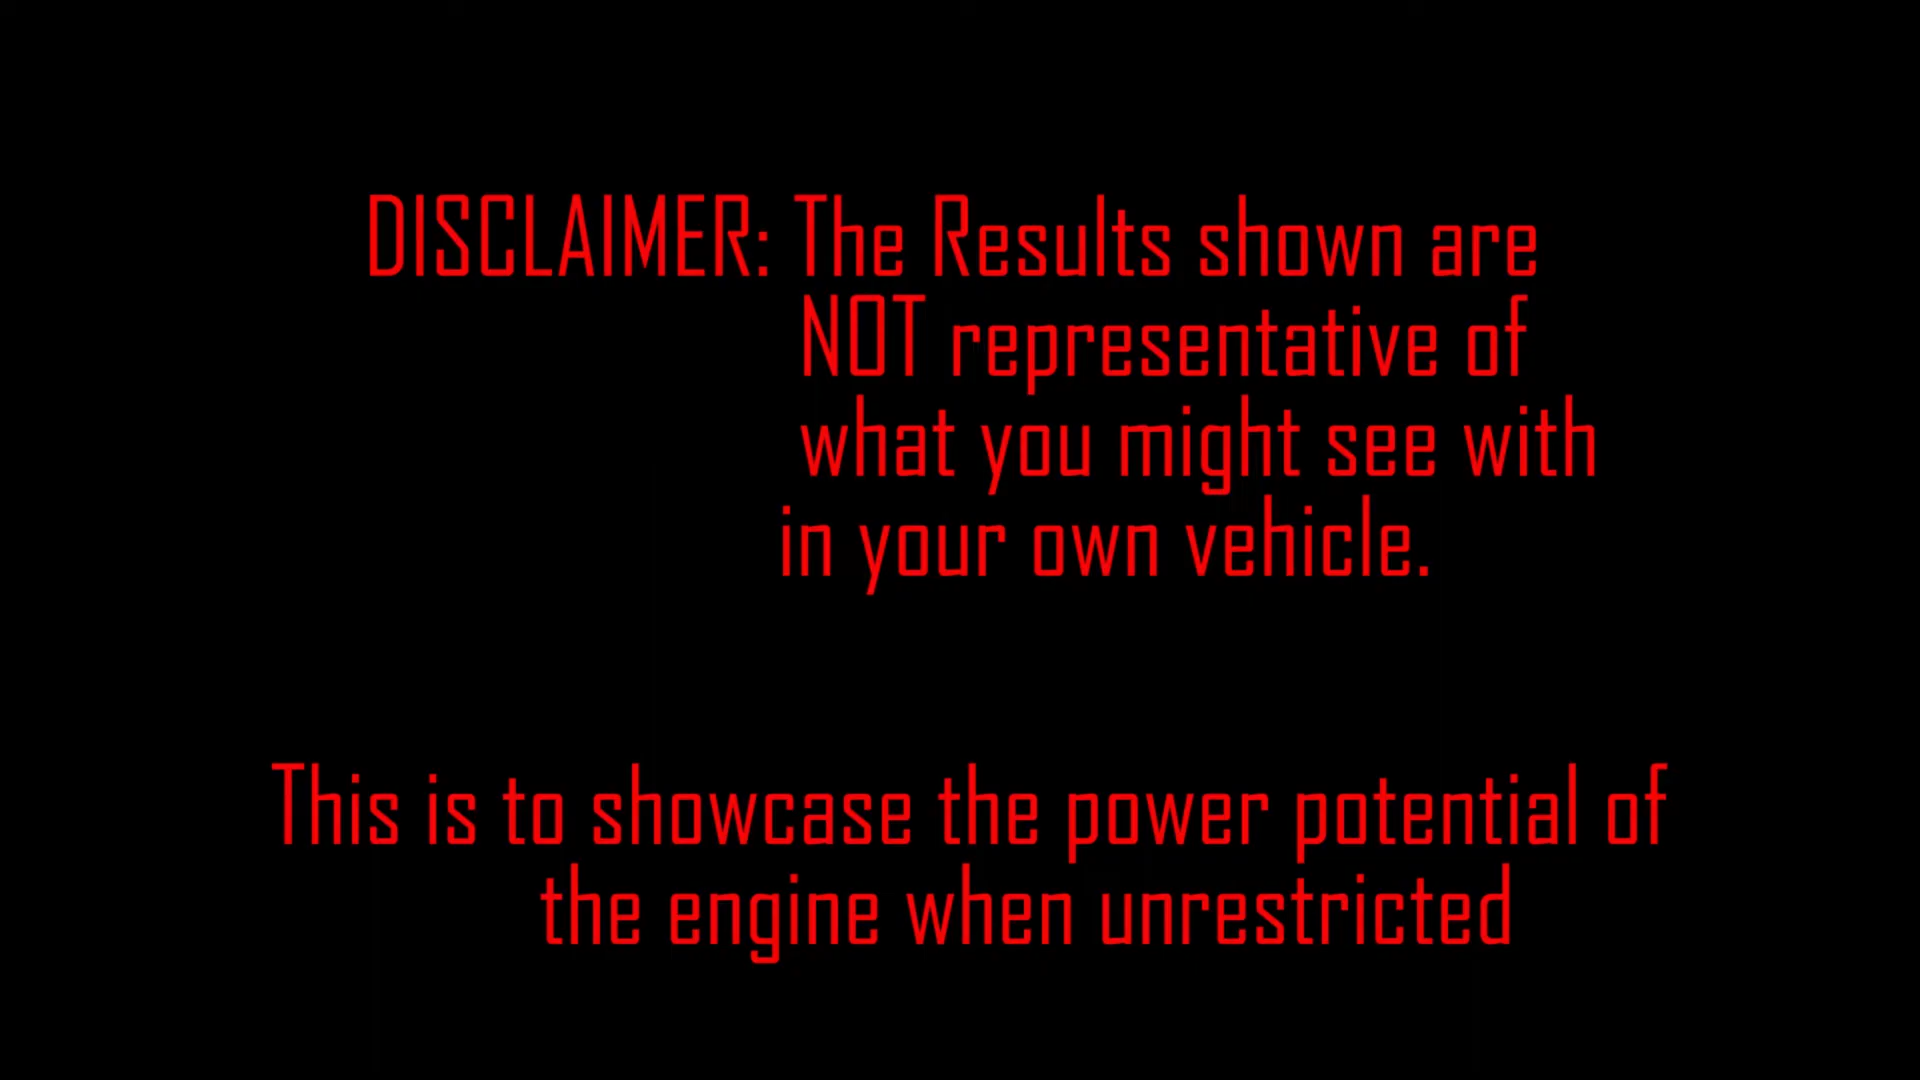 DISCLAIMER: The Results shown are
NOT representative of
what you might see with
in your own vehicle.
This is to showcase the power potential of
the engine when unrestricted